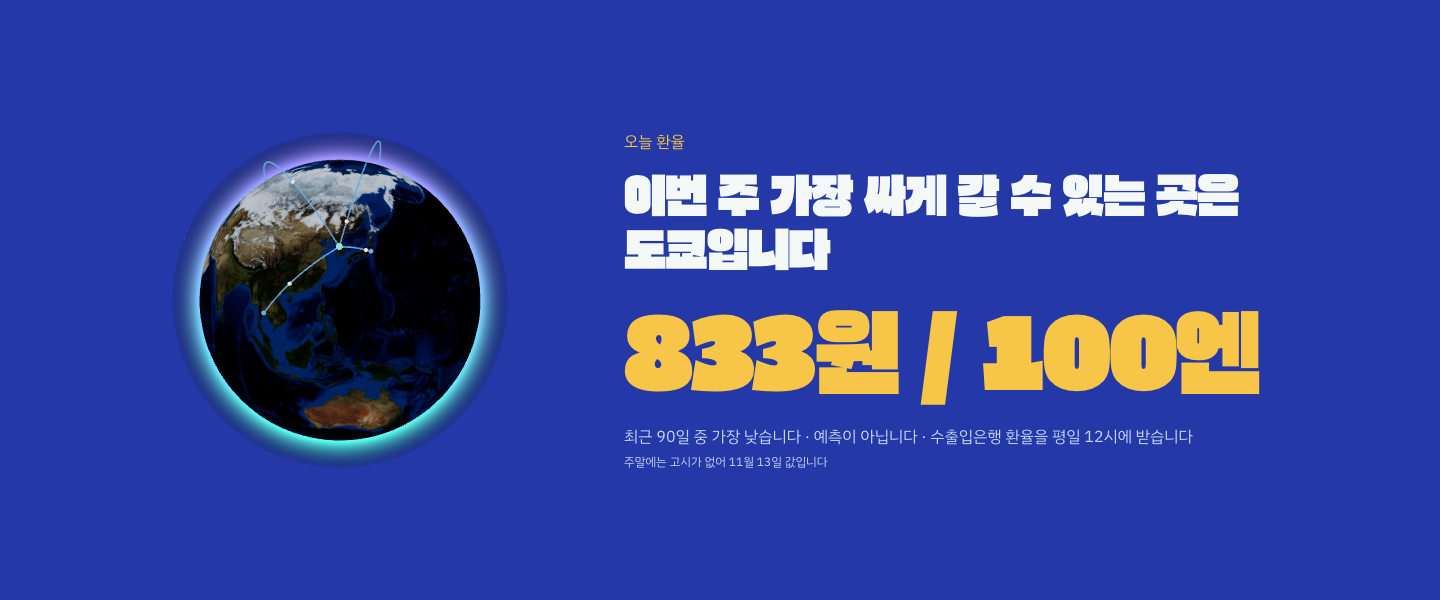 오늘 환율
이번 주 가장 싸게 갈 수 있는 곳은
도쿄입니다
833원 / 100엔
최근 90일 중 가장 낮습니다 · 예측이 아닙니다 · 수출입은행 환율을 평일 12시에 받습니다
주말에는 고시가 없어 11월 13일 값입니다